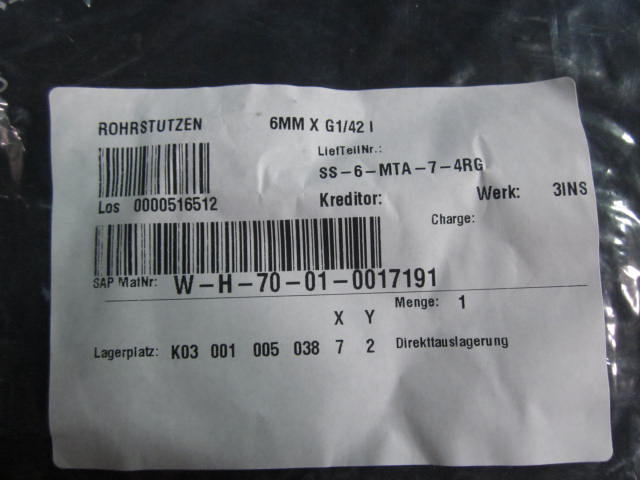 ROHRSTUTZEN 6MM X G1/42 I
LiefTeilNr.:
SS-6-MTA-7-4RG
Los 0000516512
Kreditor: Werk: 3INS
Charge:
SAP MatNr: W-H-70-01-0017191
Menge: 1
X Y
Lagerplatz: K03 001 005 038 7 2 Direkttauslagerung